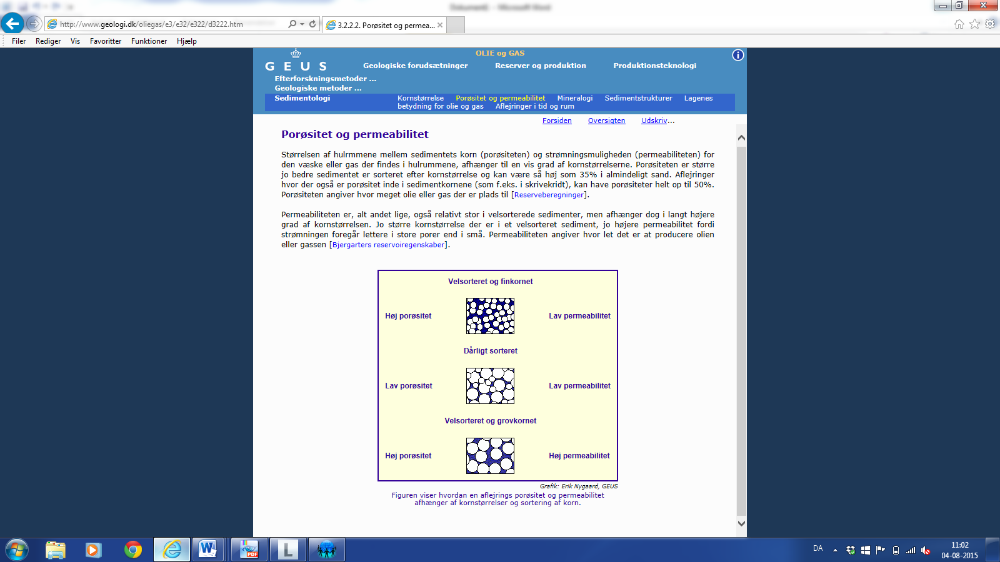 Dokument1 - Microsoft Word
http://www.geologi.dk/oliegas/e3/e32/e322/d3222.htm
3.2.2.2. Porøsitet og permea...
Filer Rediger Vis Favoritter Funktioner Hjælp
OLIE og GAS
GEUS
Geologiske forudsætninger Reserver og produktion Produktionsteknologi
Efterforskningsmetoder ...
Geologiske metoder ...
Sedimentologi Kornstørrelse Porøsitet og permeabilitet Mineralogi Sedimentstrukturer Lagenes
betydning for olie og gas Aflejringer i tid og rum
Forsiden Oversigten Udskriv...
Porøsitet og permeabilitet
Størrelsen af hulrmmene mellem sedimentets korn (porøsiteten) og strømningsmuligheden (permeabiliteten) for
den væske eller gas der findes i hulrummene, afhænger til en vis grad af kornstørrelserne. Porøsiteten er større
jo bedre sedimentet er sorteret efter kornstørrelse og kan være så høj som 35% i almindeligt sand. Aflejringer
hvor der også er porøsitet inde i sedimentkornene (som f.eks. i skrivekridt), kan have porøsiteter helt op til 50%.
Porøsiteten angiver hvor meget olie eller gas der er plads til [Reserveberegninger].
Permeabiliteten er, alt andet lige, også relativt stor i velsorterede sedimenter, men afhænger dog i langt højere
grad af kornstørrelsen. Jo større kornstørrelse der er i et velsorteret sediment, jo højere permeabilitet fordi
strømningen foregår lettere i store porer end i små. Permeabiliteten angiver hvor let det er at producere olien
eller gassen [Bjergarters reservoiregenskaber].
Velsorteret og finkornet
Høj porøsitet Lav permeabilitet
Dårligt sorteret
Lav porøsitet Lav permeabilitet
Velsorteret og grovkornet
Høj porøsitet Høj permeabilitet
Grafik: Erik Nygaard, GEUS
Figuren viser hvordan en aflejrings porøsitet og permeabilitet
afhænger af kornstørrelser og sortering af korn.
PDF
L
DA
11:02
04-08-2015